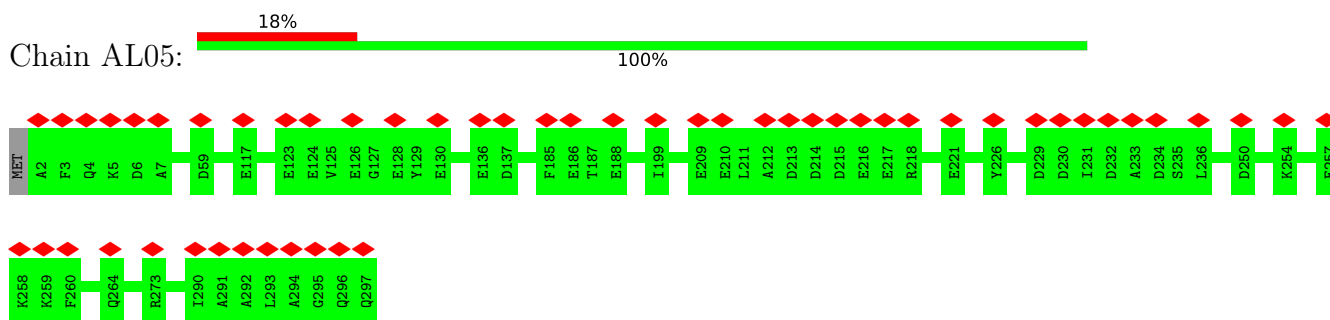 18%
Chain AL05:
100%
MET A2 F3 Q4 K5 D6 A7 D59 E117 E123 E124 V125 E126 G127 E128 Y129 E130 E136 D137 F185 E186 T187 E188 I199 E209 E210 L211 A212 D213 D214 D215 E216 E217 R218 E221 Y226 D229 D230 I231 D232 A233 D234 S235 L236 D250 K254
K258 K259 F260 Q264 R273 I290 A291 A292 L293 A294 G295 Q296 Q297